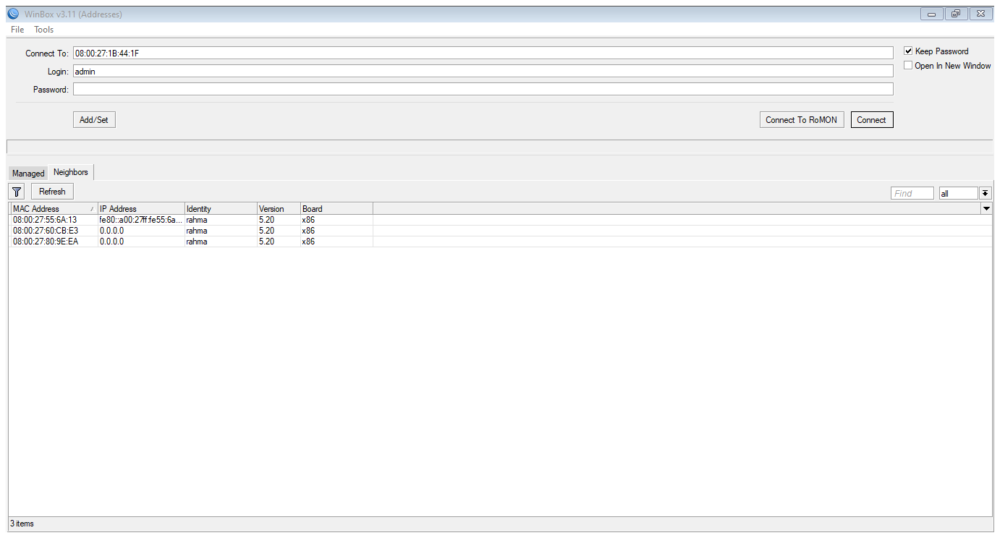 WinBox v3.11 (Addresses)
File Tools
Connect To: 08:00:27:1B:44:1F
Keep Password
Login: admin
Open In New Window
Password:
Add/Set Connect To RoMON Connect
Managed Neighbors
Refresh Find all
MAC Address IP Address Identity Version Board
08:00:27:55:6A:13 fe80::a00:27ff:fe55:6a... rahma 5.20 x86
08:00:27:60:CB:E3 0.0.0.0 rahma 5.20 x86
08:00:27:80:9E:EA 0.0.0.0 rahma 5.20 x86
3 items